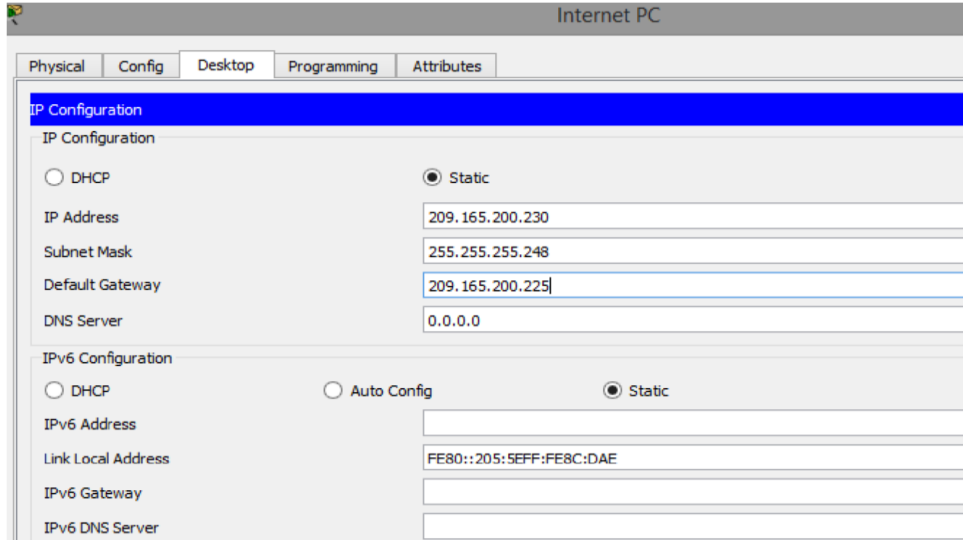 Internet PC
Physical Config Desktop Programming Attributes
IP Configuration
IP Configuration
DHCP Static
IP Address 209.165.200.230
Subnet Mask 255.255.255.248
Default Gateway 209.165.200.225
DNS Server 0.0.0.0
IPv6 Configuration
DHCP Auto Config Static
IPv6 Address
Link Local Address FE80::205:5EFF:FE8C:DAE
IPv6 Gateway
IPv6 DNS Server